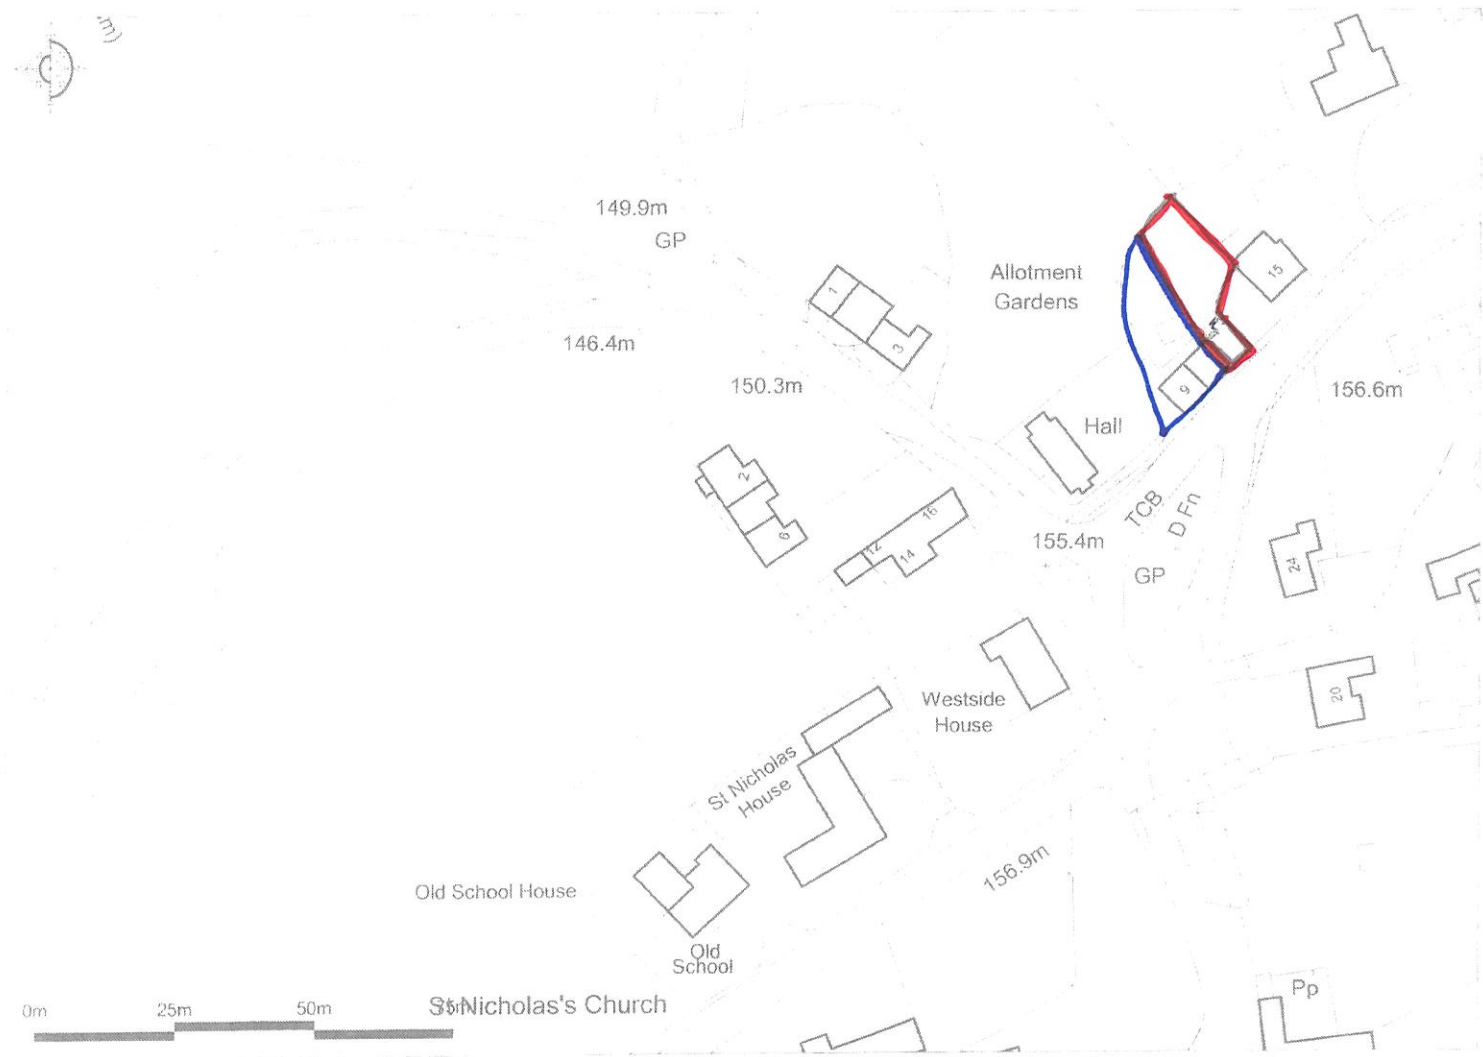 m)
149.9m
GP
Allotment
Gardens
15
1
3
146.4m
150.3m
156.6m
9
Hall
2
6
12
14
16
TCB
D Fn
155.4m
GP
24
Westside
House
20
St Nicholas
House
156.9m
Old School House
Old
School
Pp
0m
25m
50m
St Nicholas's Church